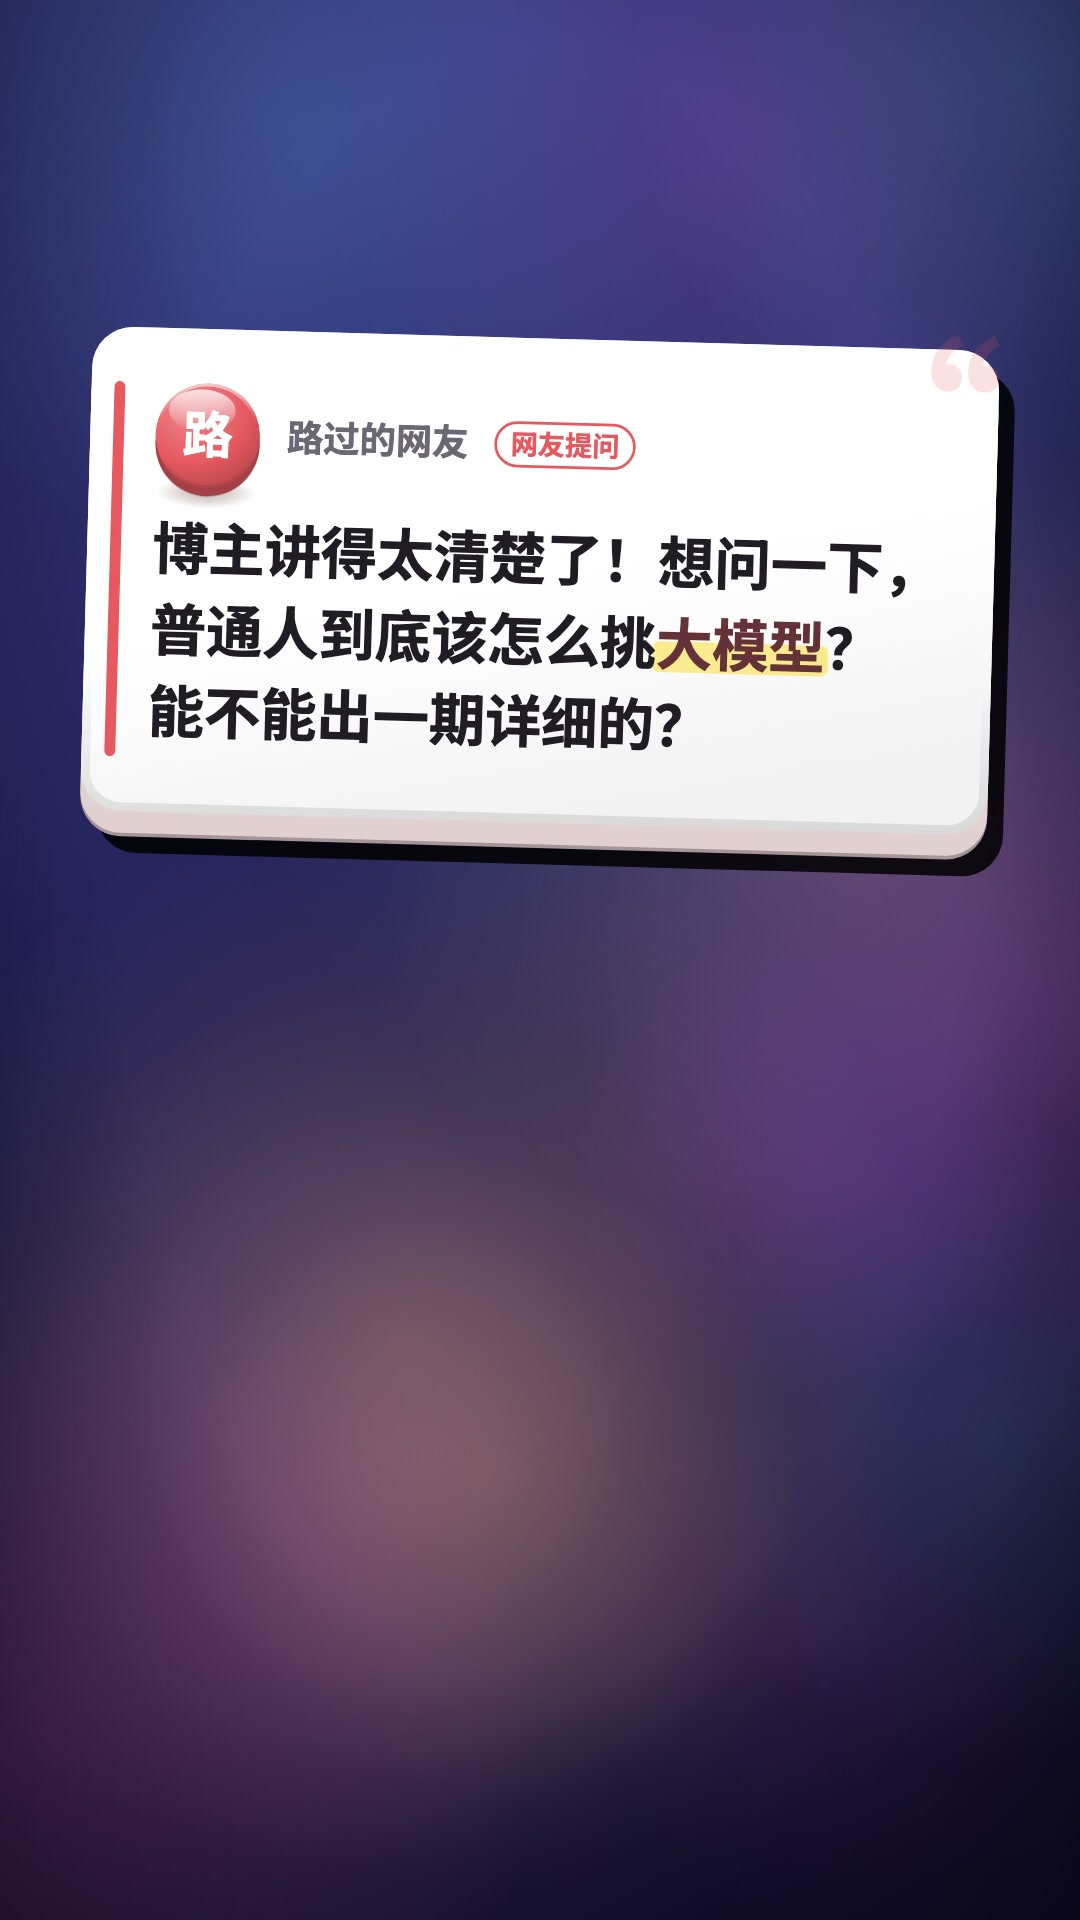 路
路过的网友
网友提问
“
博主讲得太清楚了！想问一下，
普通人到底该怎么挑大模型？
能不能出一期详细的？